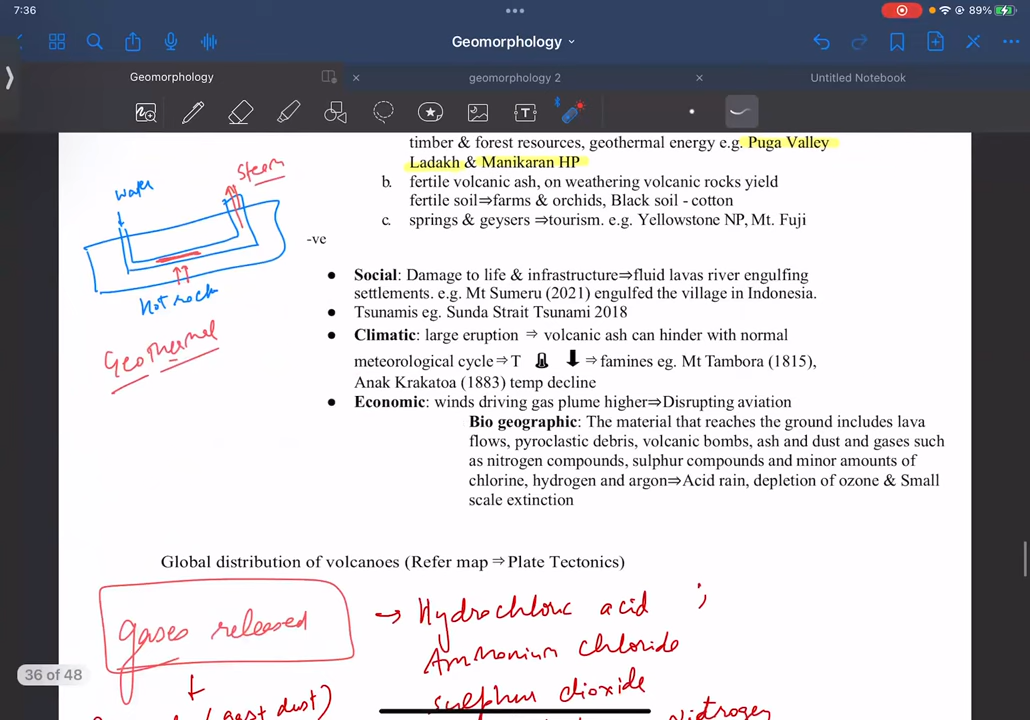 7:36
89%
Geomorphology
Geomorphology
geomorphology 2
Untitled Notebook
timber & forest resources, geothermal energy e.g. Puga Valley
Ladakh & Manikaran HP
b. fertile volcanic ash, on weathering volcanic rocks yield
fertile soil⇒farms & orchids, Black soil - cotton
c. springs & geysers ⇒tourism. e.g. Yellowstone NP, Mt. Fuji
water
steam
hot rock
Geothermal
-ve
● Social: Damage to life & infrastructure⇒fluid lavas river engulfing
settlements. e.g. Mt Sumeru (2021) engulfed the village in Indonesia.
● Tsunamis eg. Sunda Strait Tsunami 2018
● Climatic: large eruption ⇒ volcanic ash can hinder with normal
meteorological cycle⇒T ⇒famines eg. Mt Tambora (1815),
Anak Krakatoa (1883) temp decline
● Economic: winds driving gas plume higher⇒Disrupting aviation
Bio geographic: The material that reaches the ground includes lava
flows, pyroclastic debris, volcanic bombs, ash and dust and gases such
as nitrogen compounds, sulphur compounds and minor amounts of
chlorine, hydrogen and argon⇒Acid rain, depletion of ozone & Small
scale extinction
Global distribution of volcanoes (Refer map ⇒Plate Tectonics)
gases released
→ Hydrochloric acid ;
Ammonium chloride
Sulphur dioxide
36 of 48